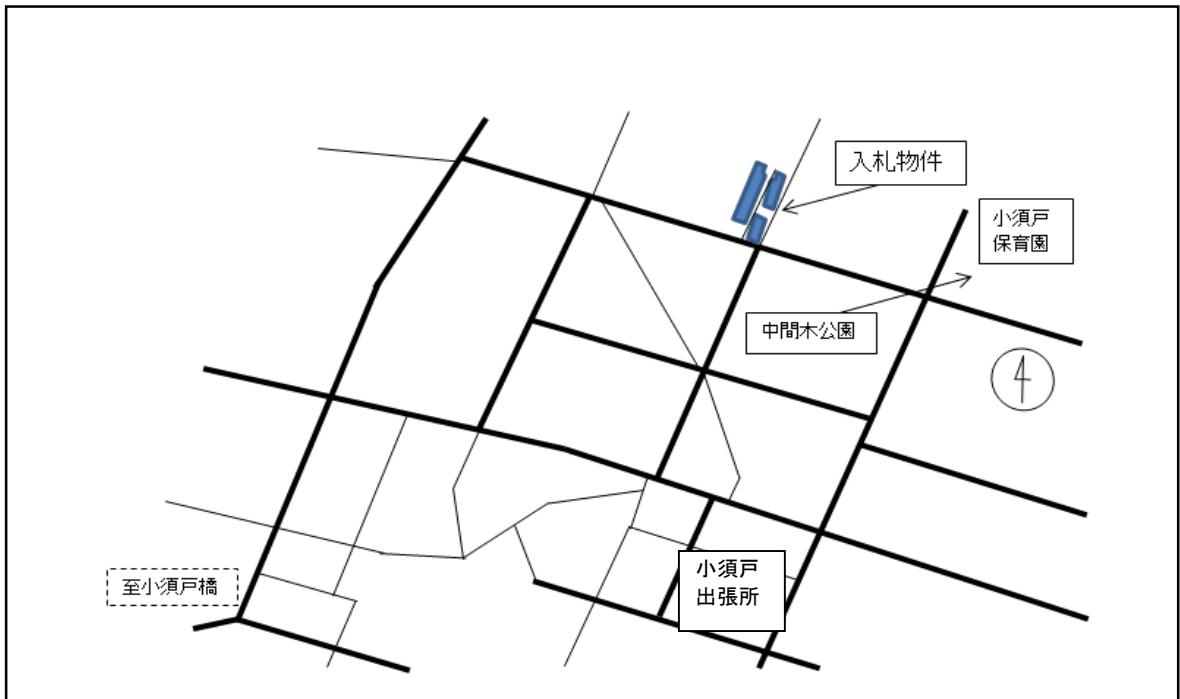 入札物件
小須戸
保育園
中間木公園
至小須戸橋
小須戸
出張所